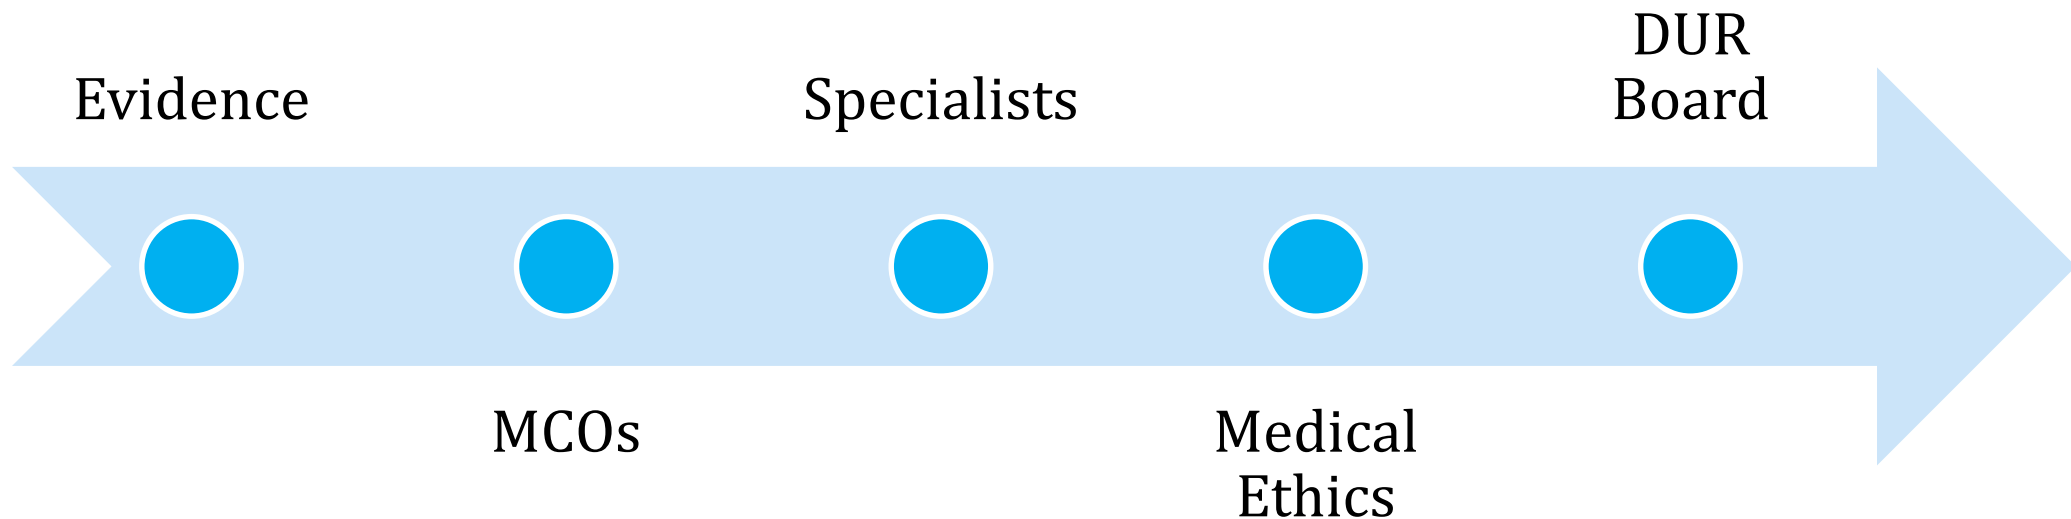 Evidence
MCOs
Specialists
Medical
Ethics
DUR
Board